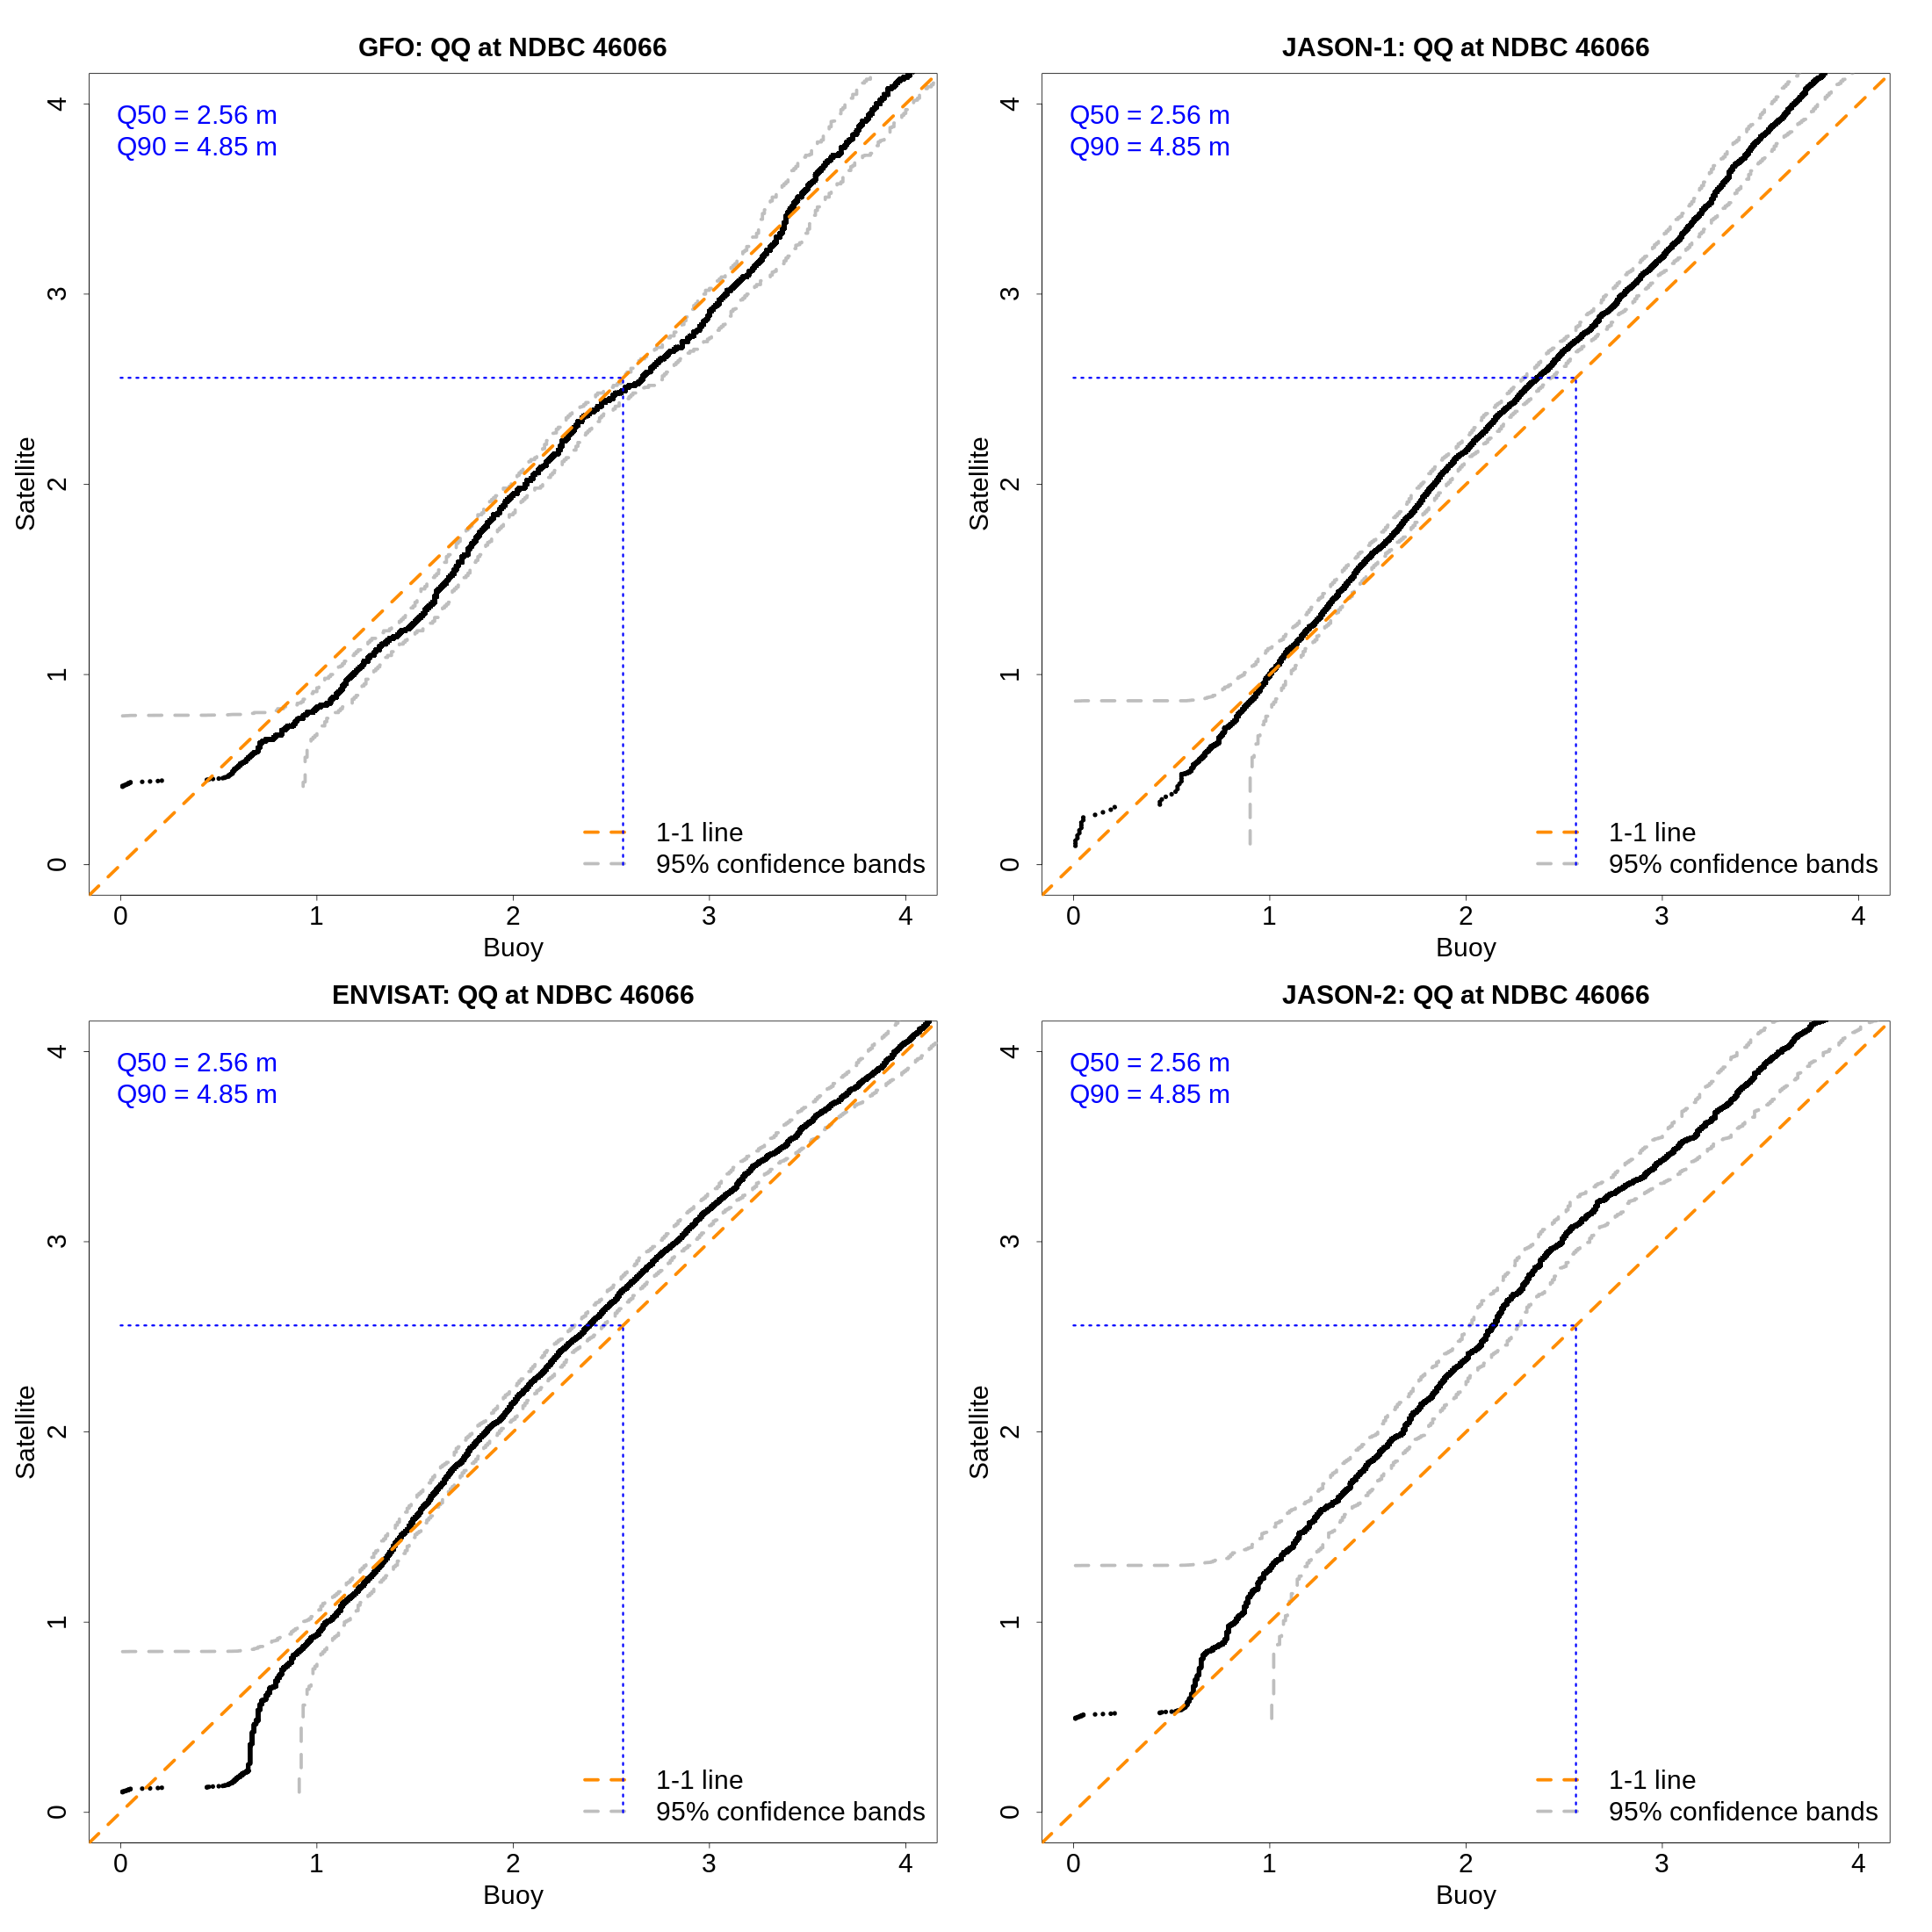 GFO: QQ at NDBC 46066
Q50 = 2.56 m
Q90 = 4.85 m
Satellite
4
3
2
1
0
1-1 line
95% confidence bands
0 1 2 3 4
Buoy
JASON-1: QQ at NDBC 46066
Q50 = 2.56 m
Q90 = 4.85 m
Satellite
4
3
2
1
0
1-1 line
95% confidence bands
0 1 2 3 4
Buoy
ENVISAT: QQ at NDBC 46066
Q50 = 2.56 m
Q90 = 4.85 m
Satellite
4
3
2
1
0
1-1 line
95% confidence bands
0 1 2 3 4
Buoy
JASON-2: QQ at NDBC 46066
Q50 = 2.56 m
Q90 = 4.85 m
Satellite
4
3
2
1
0
1-1 line
95% confidence bands
0 1 2 3 4
Buoy